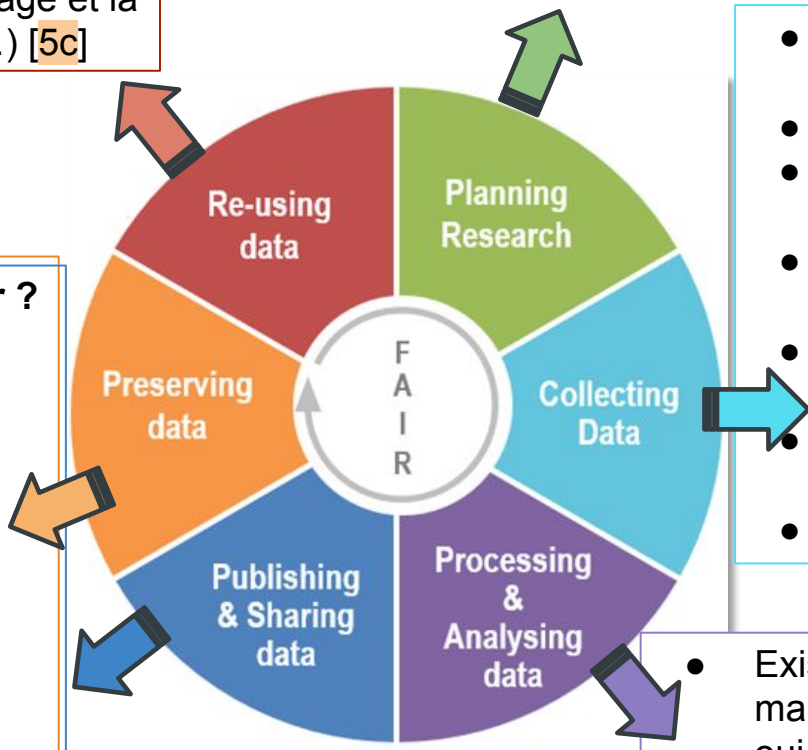 age et la
.) [5c]
Re-using
data
Planning
Research
r ?
Preserving
data
F
A
I
R
Collecting
Data
Publishing
& Sharing
data
Processing
&
Analysing
data
● Exis
ma